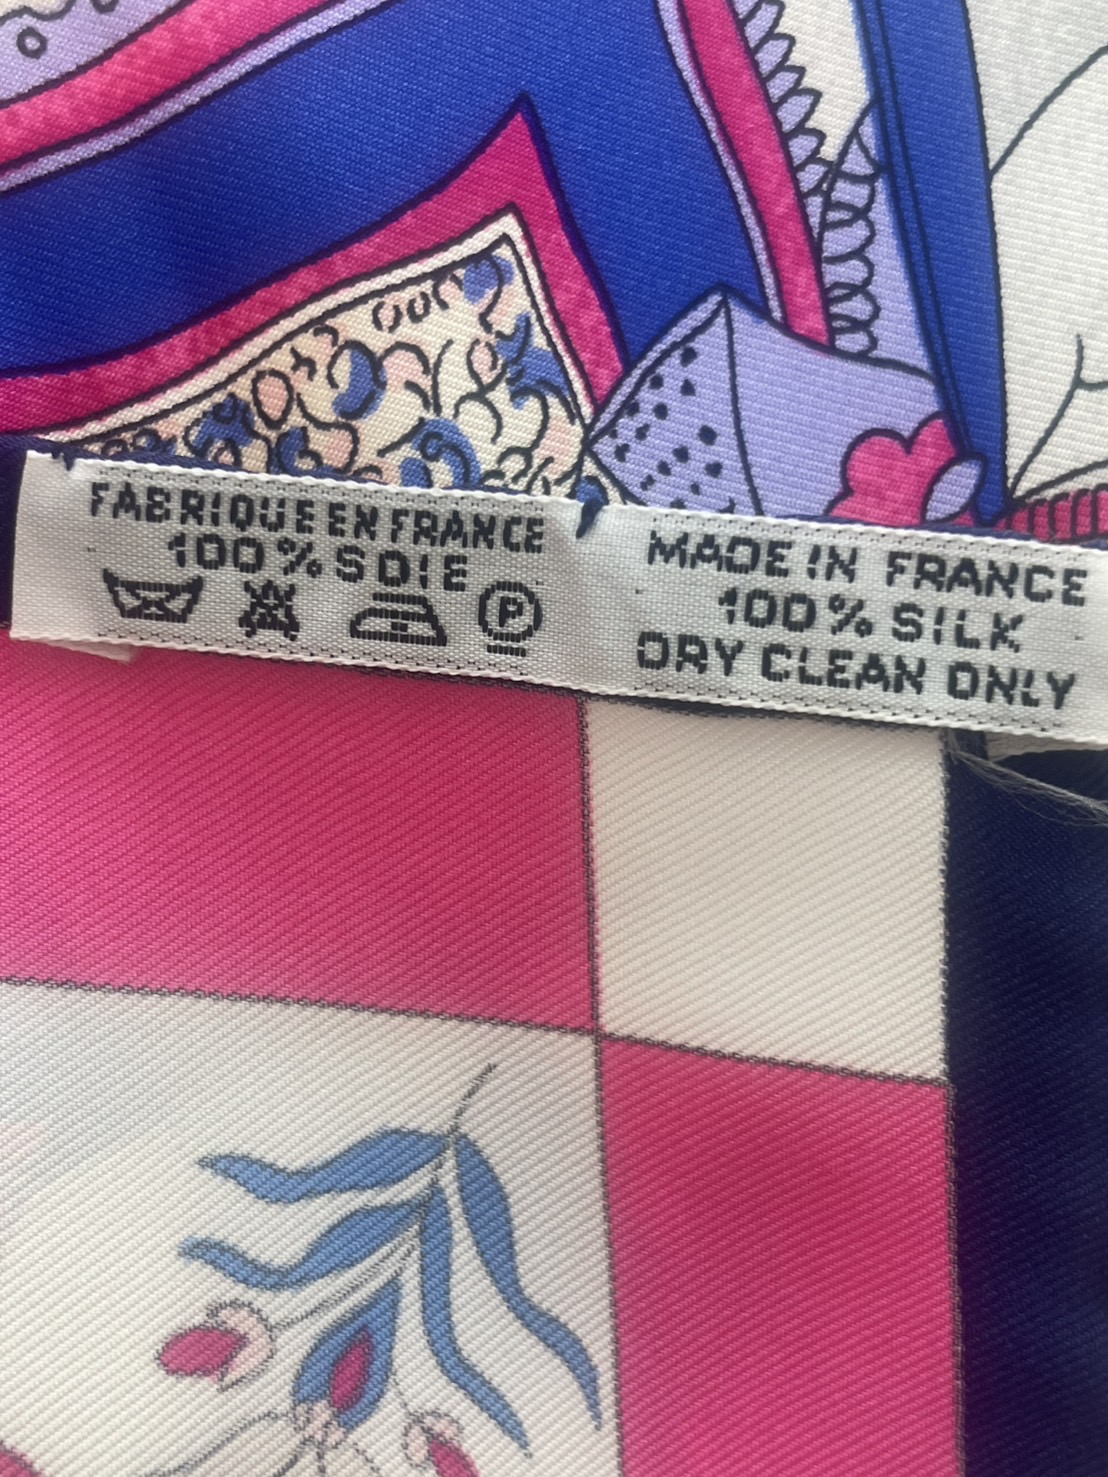 FABRIQUE EN FRANCE
100% SOIE
P
MADE IN FRANCE
100% SILK
DRY CLEAN ONLY